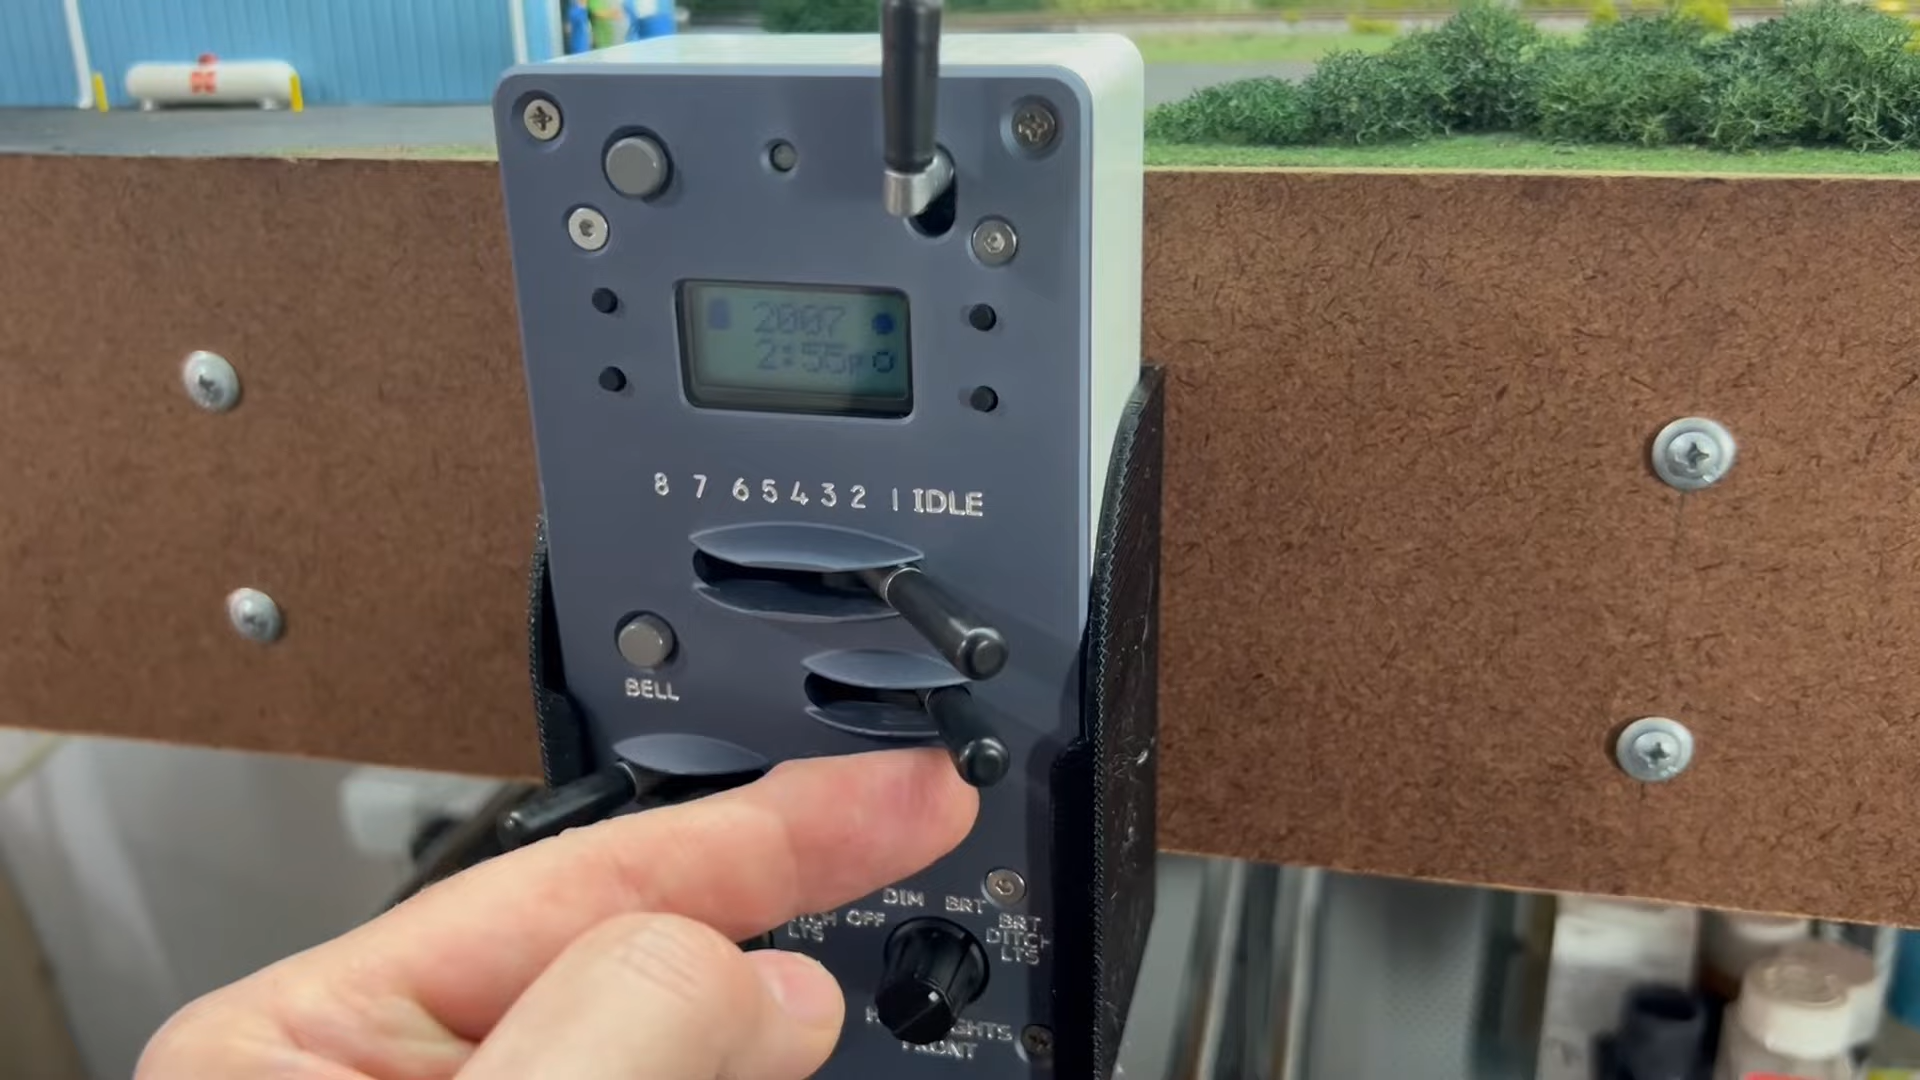 2007
2:55P
8 7 6 5 4 3 2 1 IDLE
BELL
DIM BRT
OFF BRT
LTS DITCH
LTS
FRONT